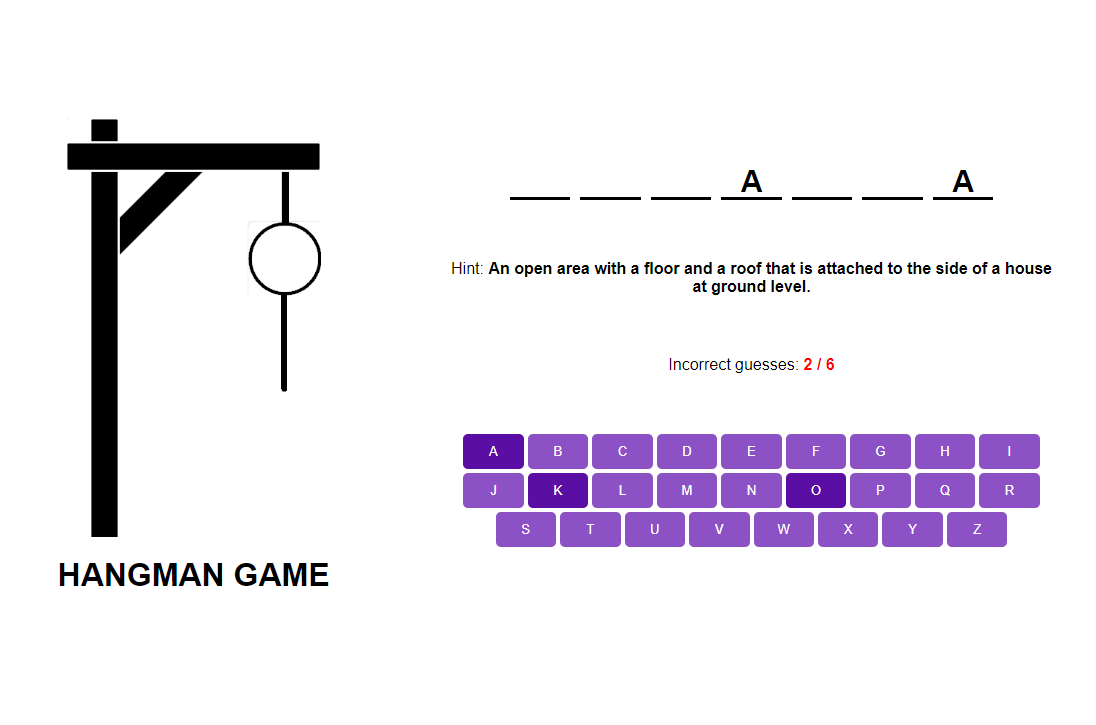 A A
Hint: An open area with a floor and a roof that is attached to the side of a house
at ground level.
Incorrect guesses: 2 / 6
A B C D E F G H I
J K L M N O P Q R
S T U V W X Y Z
HANGMAN GAME